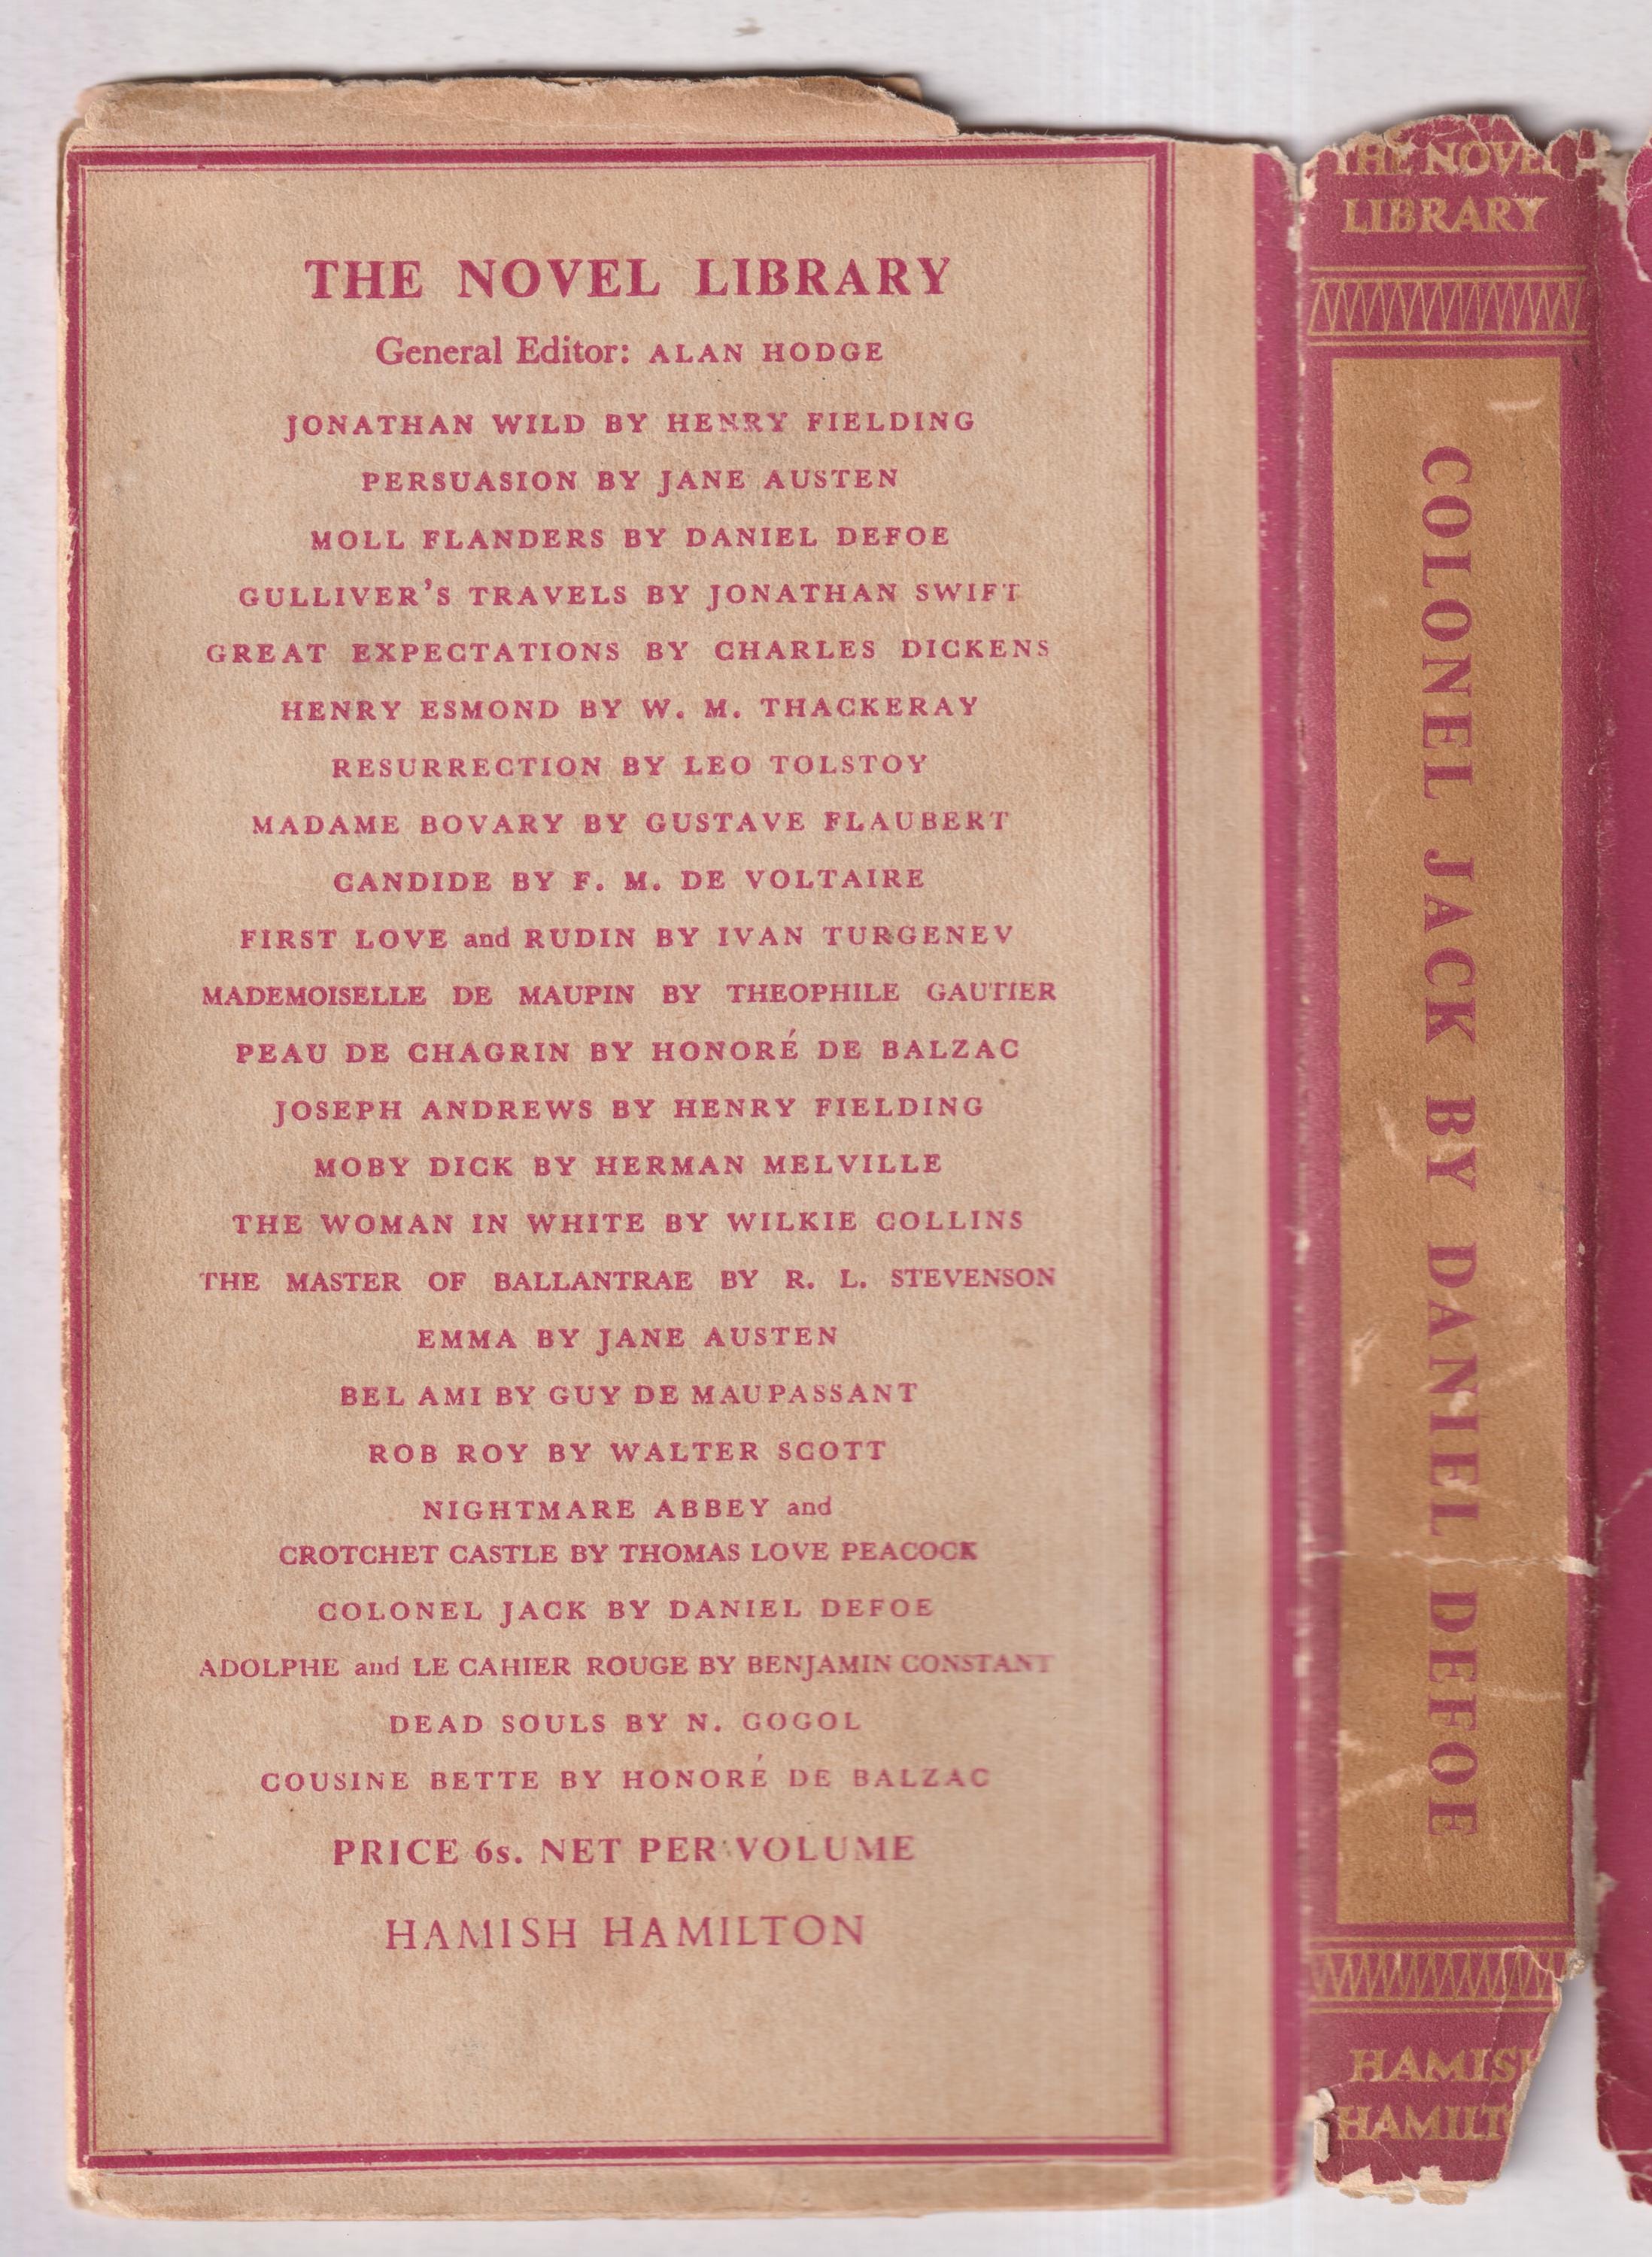 THE NOVEL LIBRARY
General Editor: ALAN HODGE
JONATHAN WILD BY HENRY FIELDING
PERSUASION BY JANE AUSTEN
MOLL FLANDERS BY DANIEL DEFOE
GULLIVER'S TRAVELS BY JONATHAN SWIFT
GREAT EXPECTATIONS BY CHARLES DICKENS
HENRY ESMOND BY W. M. THACKERAY
RESURRECTION BY LEO TOLSTOY
MADAME BOVARY BY GUSTAVE FLAUBERT
CANDIDE BY F. M. DE VOLTAIRE
FIRST LOVE and RUDIN BY IVAN TURGENEV
MADEMOISELLE DE MAUPIN BY THEOPHILE GAUTIER
PEAU DE CHAGRIN BY HONORÉ DE BALZAC
JOSEPH ANDREWS BY HENRY FIELDING
MOBY DICK BY HERMAN MELVILLE
THE WOMAN IN WHITE BY WILKIE COLLINS
THE MASTER OF BALLANTRAE BY R. L. STEVENSON
EMMA BY JANE AUSTEN
BEL AMI BY GUY DE MAUPASSANT
ROB ROY BY WALTER SCOTT
NIGHTMARE ABBEY and
CROTCHET CASTLE BY THOMAS LOVE PEACOCK
COLONEL JACK BY DANIEL DEFOE
ADOLPHE and LE CAHIER ROUGE BY BENJAMIN CONSTANT
DEAD SOULS BY N. GOGOL
COUSINE BETTE BY HONORÉ DE BALZAC
PRICE 6s. NET PER VOLUME
HAMISH HAMILTON
THE NOVEL
LIBRARY
COLONEL JACK BY DANIEL DEFOE
HAMISH
HAMILTO